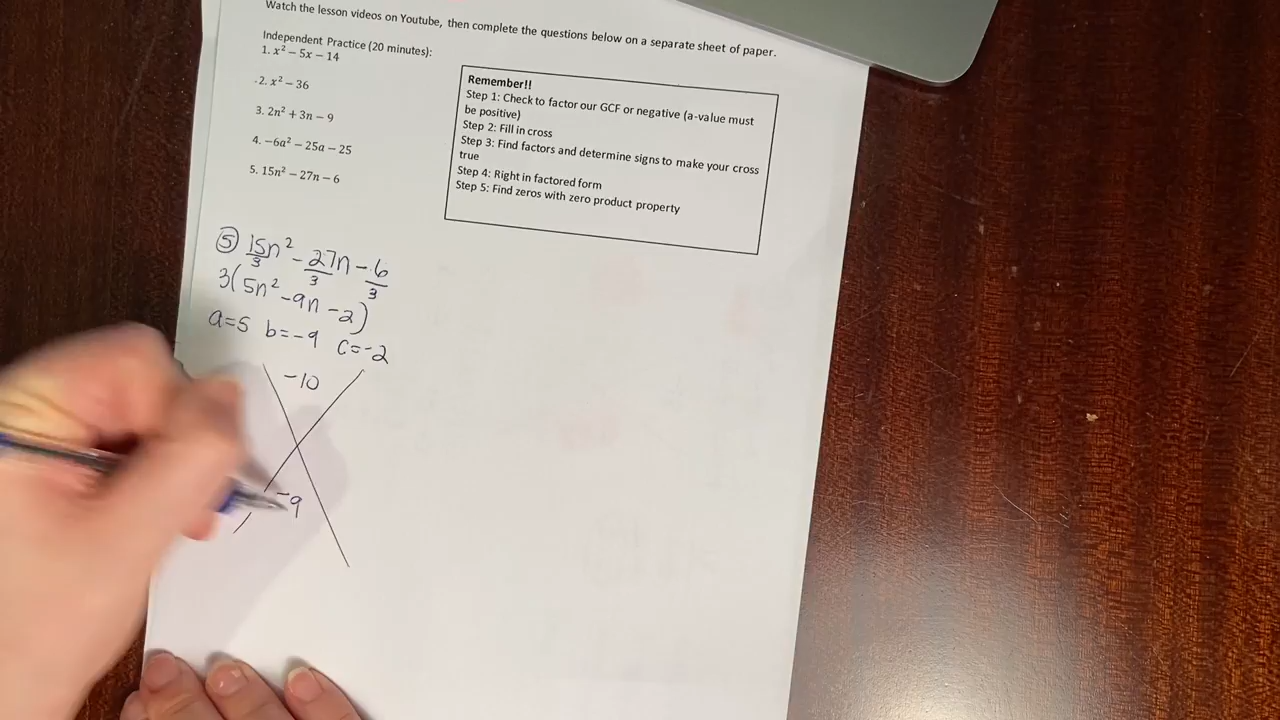 Watch the lesson videos on Youtube, then complete the questions below on a separate sheet of paper.
Independent Practice (20 minutes):
1. x² – 5x – 14
2. x² – 36
3. 2n² + 3n – 9
4. –6a² – 25a – 25
5. 15n² – 27n – 6
Remember!!
Step 1: Check to factor our GCF or negative (a-value must
be positive)
Step 2: Fill in cross
Step 3: Find factors and determine signs to make your cross
true
Step 4: Right in factored form
Step 5: Find zeros with zero product property
⑤ 15n² - 27n - 6
3 3 3
3(5n² - 9n - 2)
a=5 b=-9 c=-2
-10
-9